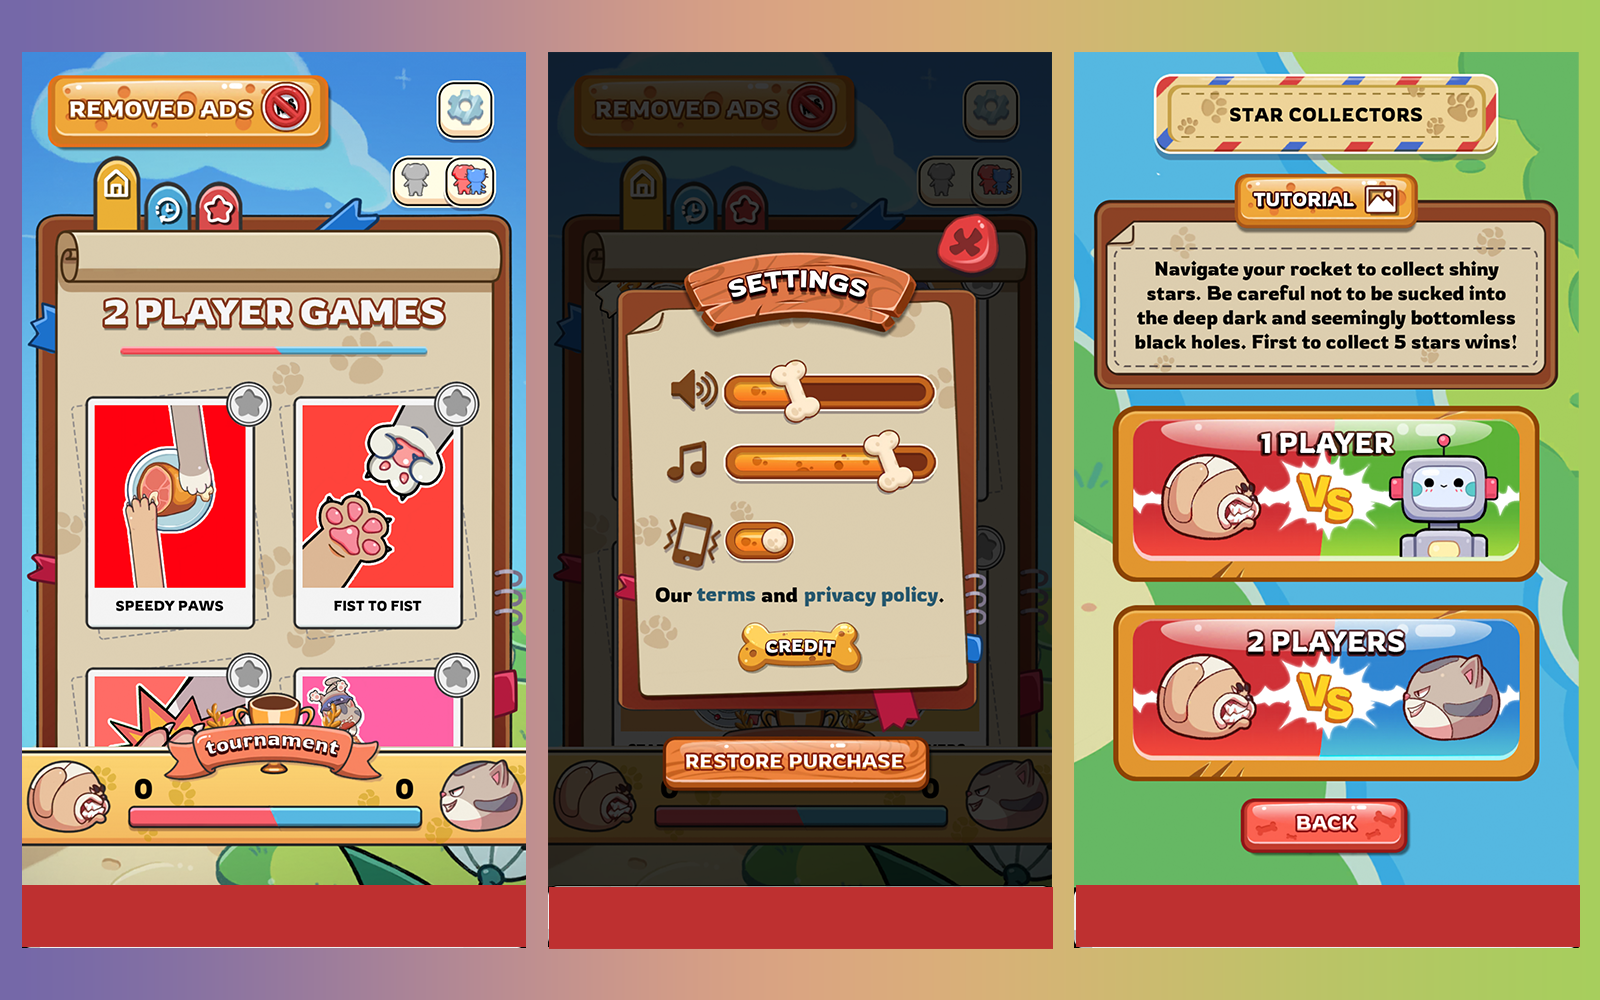 REMOVED ADS
2 PLAYER GAMES
SPEEDY PAWS
FIST TO FIST
tournament
0
0
REMOVED ADS
SETTINGS
Our terms and privacy policy.
CREDIT
RESTORE PURCHASE
STAR COLLECTORS
TUTORIAL
Navigate your rocket to collect shiny
stars. Be careful not to be sucked into
the deep dark and seemingly bottomless
black holes. First to collect 5 stars wins!
1 PLAYER
VS
2 PLAYERS
VS
BACK